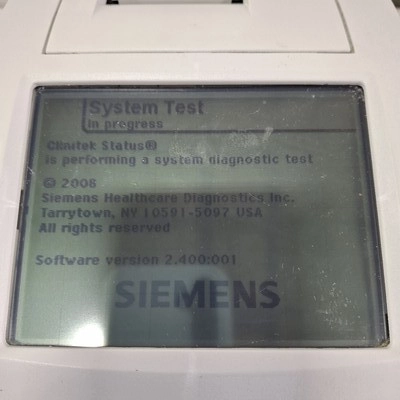 System Test
in progress
Clinitek Status®
is performing a system diagnostic test
© 2006
Siemens Healthcare Diagnostics Inc.
Tarrytown, NY 10591-5097 USA
All rights reserved
Software version 2.400:001
SIEMENS